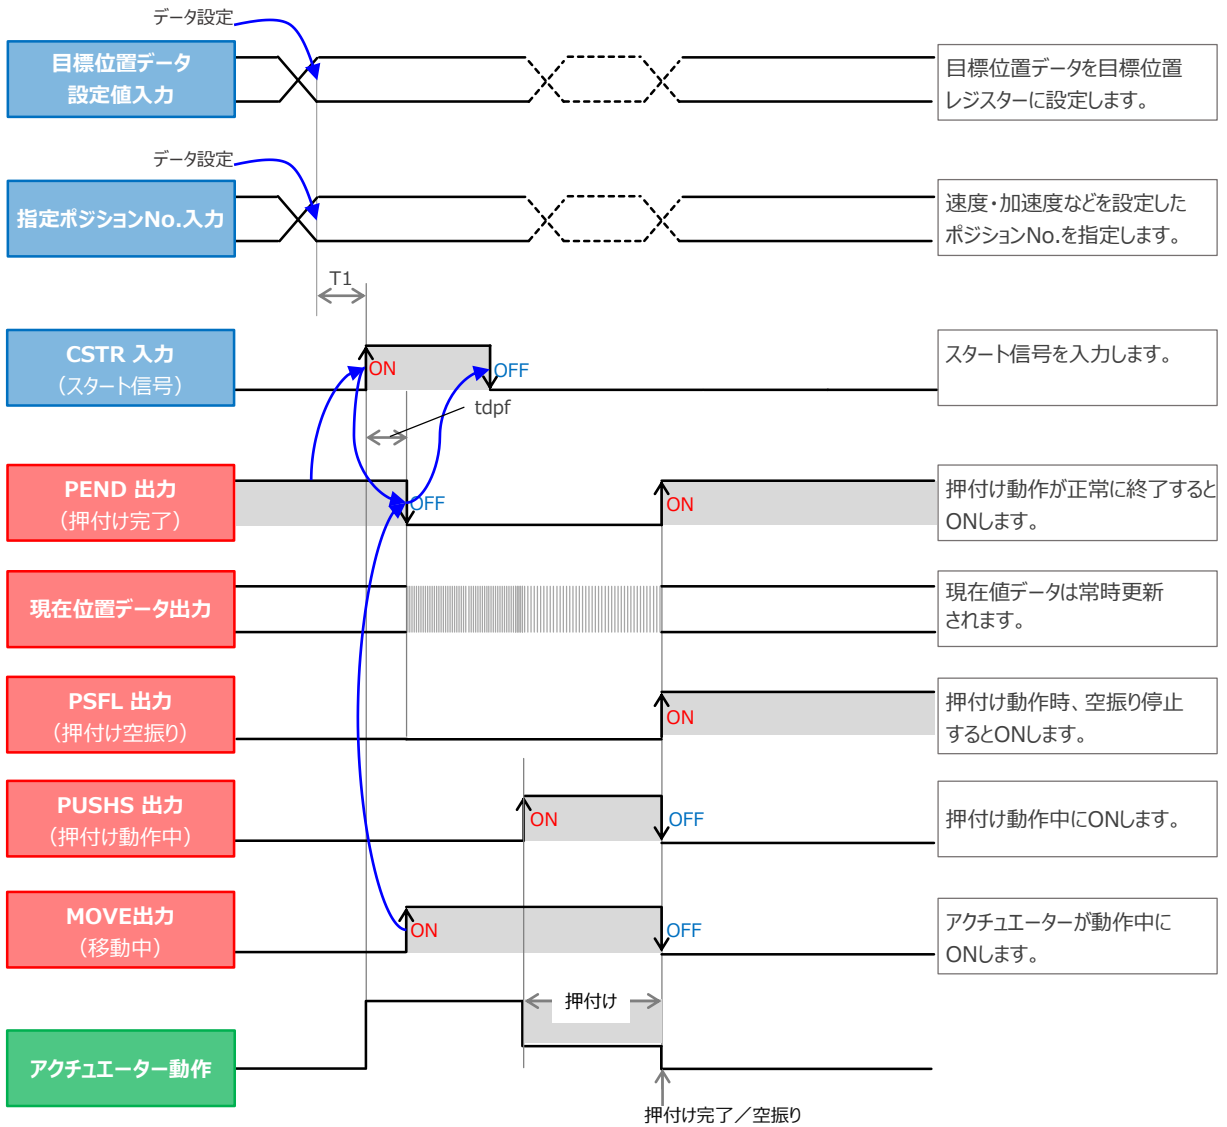 データ設定
目標位置データ
設定値入力
目標位置データを目標位置
レジスターに設定します。
データ設定
指定ポジションNo.入力
速度・加速度などを設定した
ポジションNo.を指定します。
T1
CSTR 入力
（スタート信号）
ON
OFF
スタート信号を入力します。
tdpf
PEND 出力
（押付け完了）
OFF
ON
押付け動作が正常に終了すると
ONします。
現在位置データ出力
現在値データは常時更新
されます。
PSFL 出力
（押付け空振り）
ON
押付け動作時、空振り停止
するとONします。
PUSHS 出力
（押付け動作中）
ON
OFF
押付け動作中にONします。
MOVE出力
（移動中）
ON
OFF
アクチュエーターが動作中に
ONします。
押付け
アクチュエーター動作
押付け完了／空振り